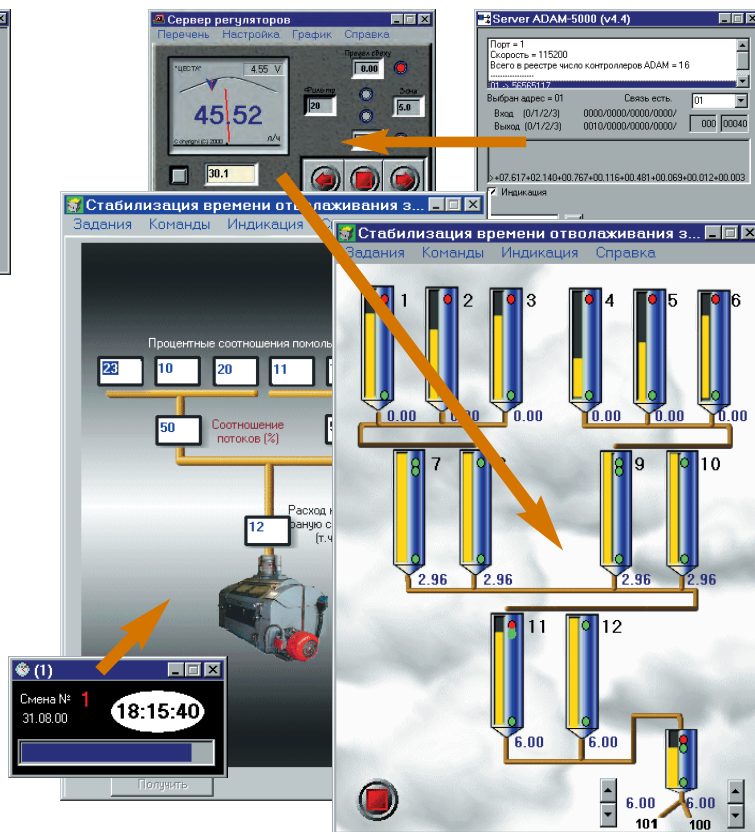 Сервер регуляторов
Перечень Настройка График Справка
Предел сверху
"ЦЕСТА" 4.55 V
0.00
20
Зона
5.0
45.52
л/ч
30.1
Server ADAM-5000 (v4.4)
Порт = 1
Скорость = 115200
Всего в реестре число контроллеров ADAM = 16
01 -> 56565117
Выбран адрес = 01 Связь есть. 01
Вход (0/1/2/3) 0000/0000/0000/0000/
Выход (0/1/2/3) 0010/0000/0000/0000/ 000 00040
>+07.617+02.140+00.767+00.116+00.481+00.069+00.012+00.003
Индикация
Стабилизация времени отволаживания з...
Задания Команды Индикация
Процентные соотношения
23 10 20 11
50 Соотношение
потоков (%)
12
Расход
Получить
Стабилизация времени отволаживания з...
Задания Команды Индикация Справка
1 2 3 4 5 6
0.00 0.00 0.00 0.00 0.00 0.00
7 9 10
2.96 2.96 2.96 2.96
11 12
6.00 6.00
6.00 6.00
101 100
(1)
Смена № 1
31.08.00
18:15:40